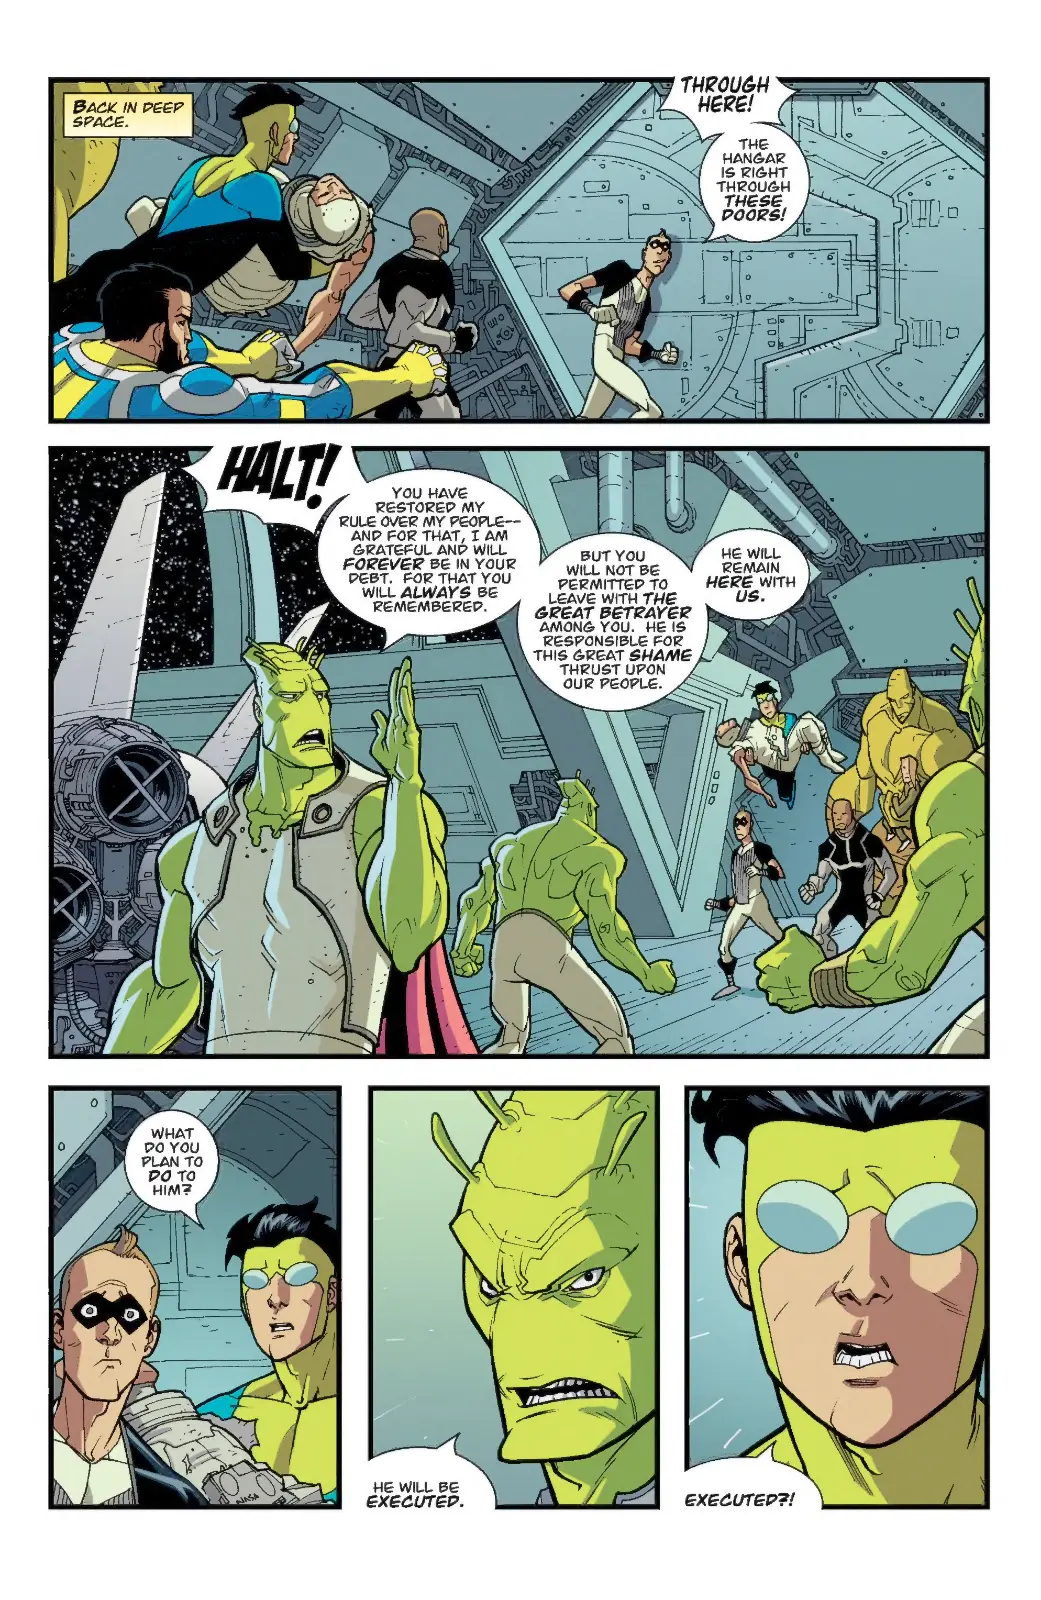 BACK IN DEEP
SPACE.
THROUGH
HERE!
THE
HANGAR
IS RIGHT
THROUGH
THESE
DOORS!
HALT!
YOU HAVE
RESTORED MY
RULE OVER MY PEOPLE--
AND FOR THAT, I AM
GRATEFUL AND WILL
FOREVER BE IN YOUR
DEBT. FOR THAT YOU
WILL ALWAYS BE
REMEMBERED.
BUT YOU
WILL NOT BE
PERMITTED TO
LEAVE WITH THE
GREAT BETRAYER
AMONG YOU. HE IS
RESPONSIBLE FOR
THIS GREAT SHAME
THRUST UPON
OUR PEOPLE.
HE WILL
REMAIN
HERE WITH
US.
WHAT
DO YOU
PLAN TO
DO TO
HIM?
NASA
HE WILL BE
EXECUTED.
EXECUTED?!